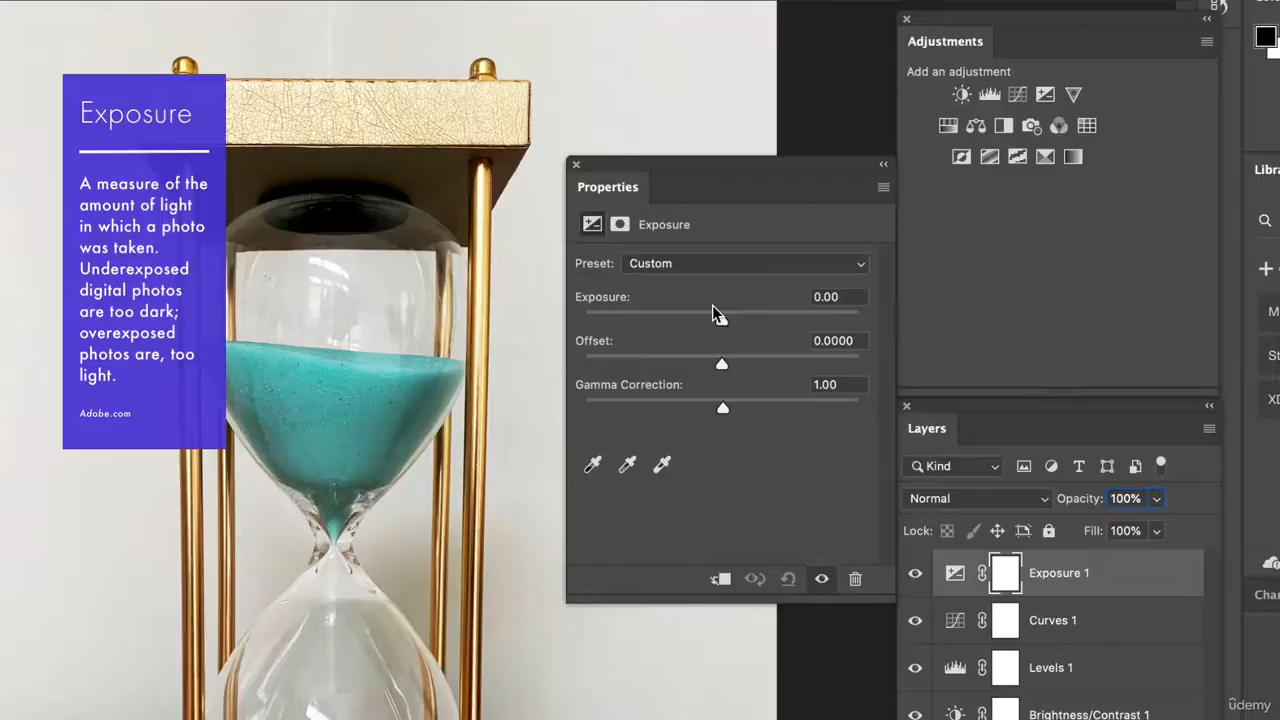 Exposure
A measure of the
amount of light
in which a photo
was taken.
Underexposed
digital photos
are too dark;
overexposed
photos are, too
light.
Adobe.com
Properties
Exposure
Preset: Custom
Exposure: 0.00
Offset: 0.0000
Gamma Correction: 1.00
Adjustments
Add an adjustment
Layers
Kind
Normal Opacity: 100%
Lock: Fill: 100%
Exposure 1
Curves 1
Levels 1
Brightness/Contrast 1
Libra
M
St
XD
Char
udemy